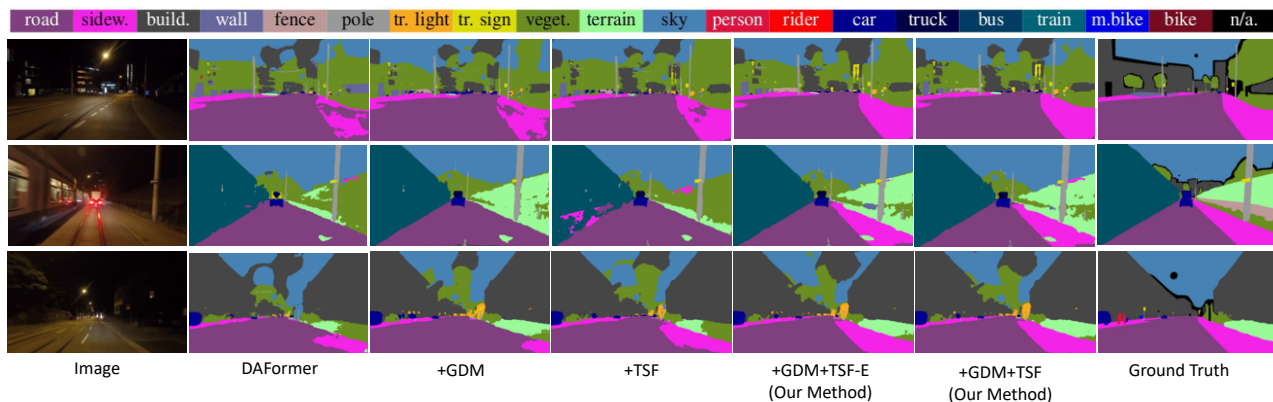 road sidew. build. wall fence pole tr. light tr. sign veget. terrain sky person rider car truck bus train m.bike bike n/a.
Image DAFormer +GDM +TSF +GDM+TSF-E +GDM+TSF Ground Truth
(Our Method) (Our Method)